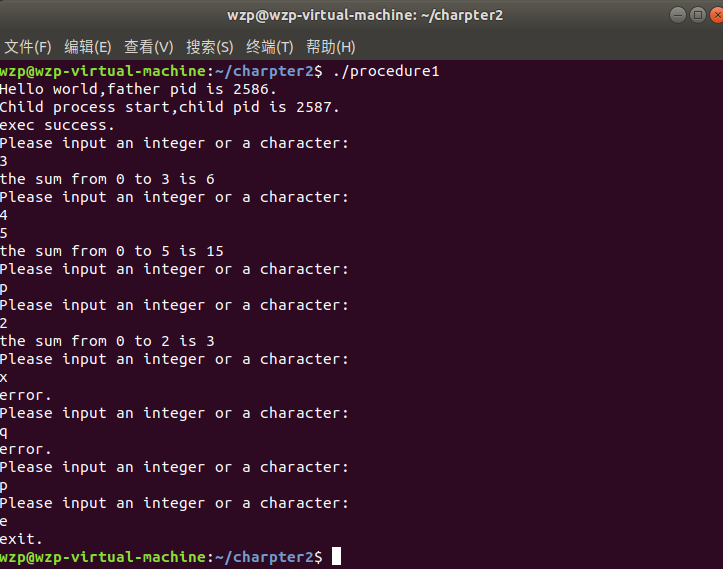 wzp@wzp-virtual-machine: ~/charpter2
文件(F) 编辑(E) 查看(V) 搜索(S) 终端(T) 帮助(H)
wzp@wzp-virtual-machine:~/charpter2$ ./procedure1
Hello world,father pid is 2586.
Child process start,child pid is 2587.
exec success.
Please input an integer or a character:
3
the sum from 0 to 3 is 6
Please input an integer or a character:
4
5
the sum from 0 to 5 is 15
Please input an integer or a character:
p
Please input an integer or a character:
2
the sum from 0 to 2 is 3
Please input an integer or a character:
x
error.
Please input an integer or a character:
q
error.
Please input an integer or a character:
p
Please input an integer or a character:
e
exit.
wzp@wzp-virtual-machine:~/charpter2$